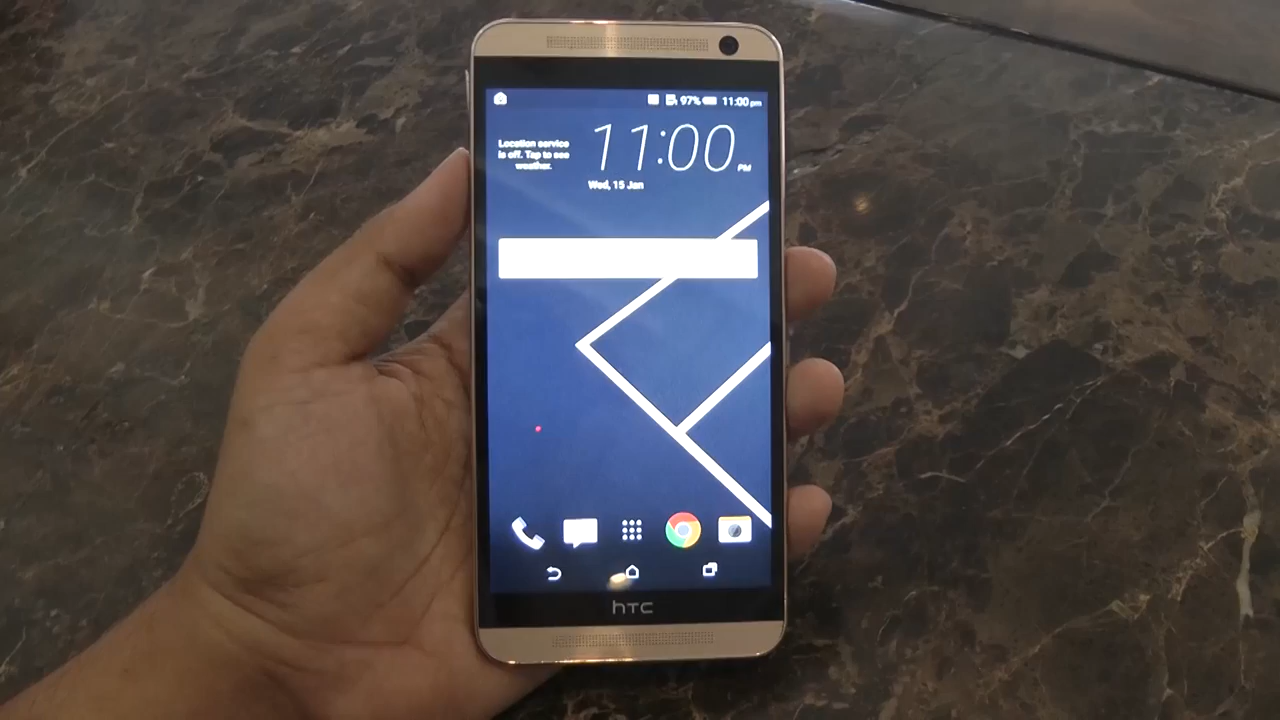 97% 11:00 PM
Location service
is off. Tap to see
weather.
11:00 PM
Wed, 15 Jan
hTC